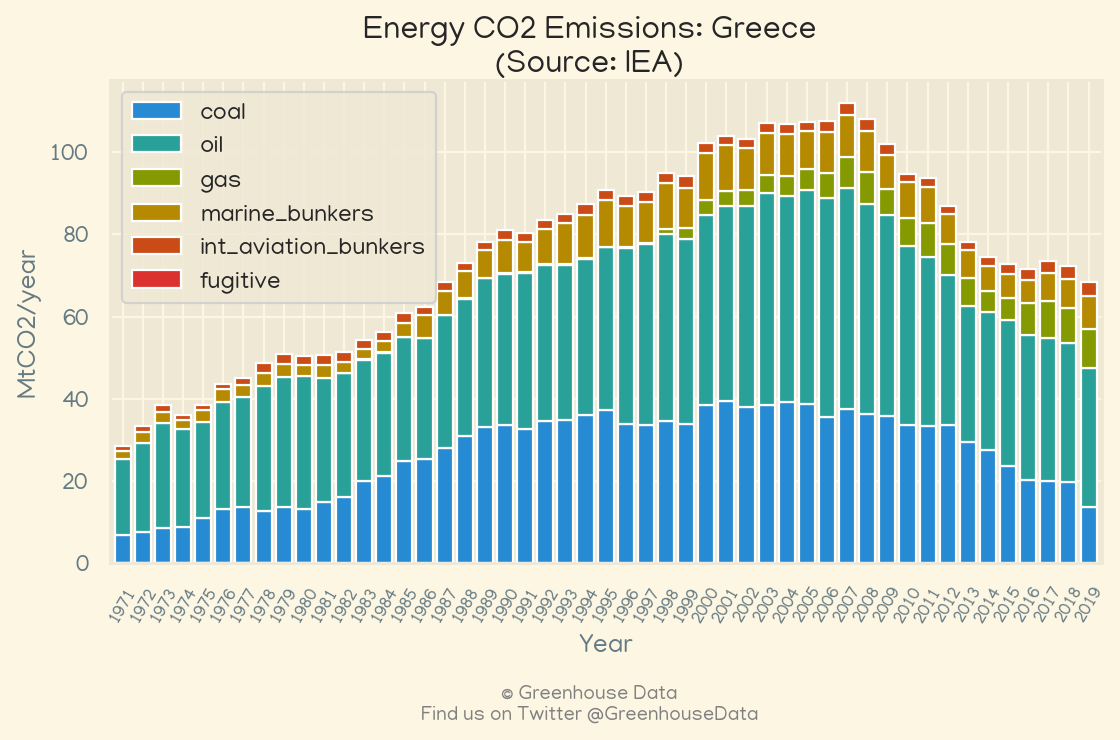 Energy CO2 Emissions: Greece
(Source: IEA)
coal
oil
gas
marine_bunkers
int_aviation_bunkers
fugitive
MtCO2/year
100
80
60
40
20
0
1971 1972 1973 1974 1975 1976 1977 1978 1979 1980 1981 1982 1983 1984 1985 1986 1987 1988 1989 1990 1991 1992 1993 1994 1995 1996 1997 1998 1999 2000 2001 2002 2003 2004 2005 2006 2007 2008 2009 2010 2011 2012 2013 2014 2015 2016 2017 2018 2019
Year
© Greenhouse Data
Find us on Twitter @GreenhouseData